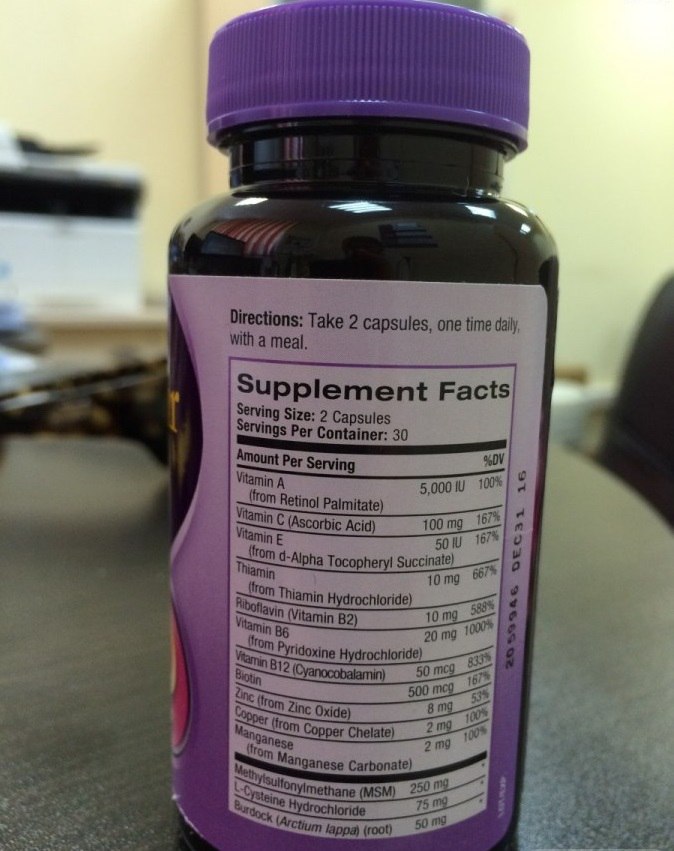 Directions: Take 2 capsules, one time daily,
with a meal.
Supplement Facts
Serving Size: 2 Capsules
Servings Per Container: 30
Amount Per Serving %DV
Vitamin A 5,000 IU 100%
(from Retinol Palmitate)
Vitamin C (Ascorbic Acid) 100 mg 167%
Vitamin E 50 IU 167%
(from d-Alpha Tocopheryl Succinate)
Thiamin 10 mg 667%
(from Thiamin Hydrochloride)
Riboflavin (Vitamin B2) 10 mg 588%
Vitamin B6 20 mg 1000%
(from Pyridoxine Hydrochloride)
Vitamin B12 (Cyanocobalamin) 50 mcg 833%
Biotin 500 mcg 167%
Zinc (from Zinc Oxide) 8 mg 53%
Copper (from Copper Chelate) 2 mg 100%
Manganese 2 mg 100%
(from Manganese Carbonate)
Methylsulfonylmethane (MSM) 250 mg *
L-Cysteine Hydrochloride 75 mg *
Burdock (Arctium lappa) (root) 50 mg
2059946 DEC31 16